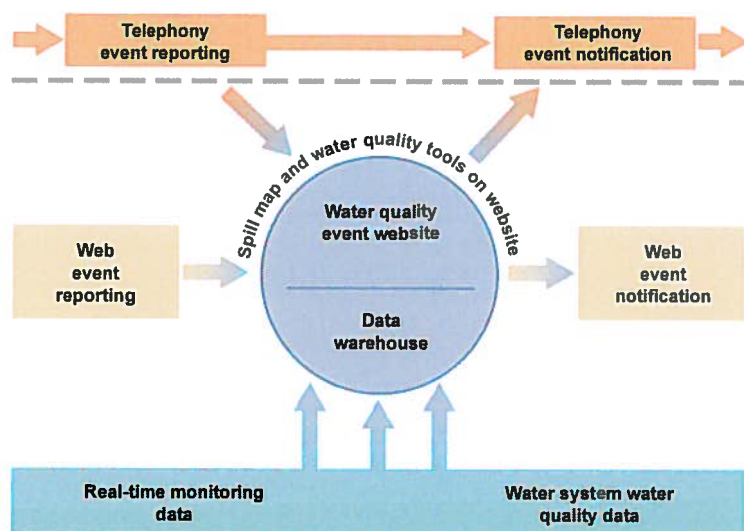 Telephony
event reporting
Telephony
event notification
Spill map and water quality tools on website
Water quality
event website
Web
event
reporting
Web
event
notification
Data
warehouse
Real-time monitoring
data
Water system water
quality data